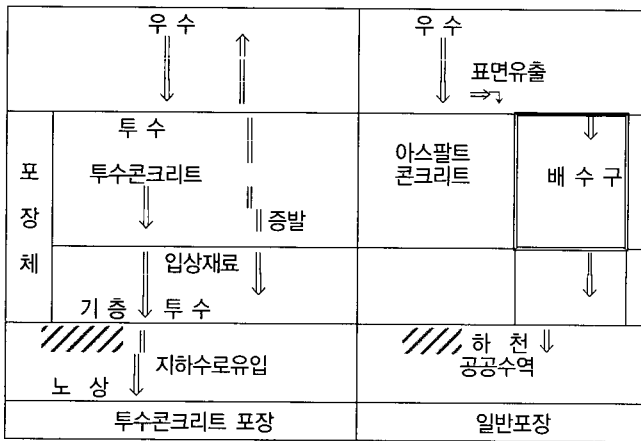 우 수
투 수
투수콘크리트
증발
포
장
체
입상재료
기 층 투 수
지하수로유입
노 상
투수콘크리트 포장
우 수
표면유출
아스팔트
콘크리트
배 수 구
하 천
공공수역
일반포장